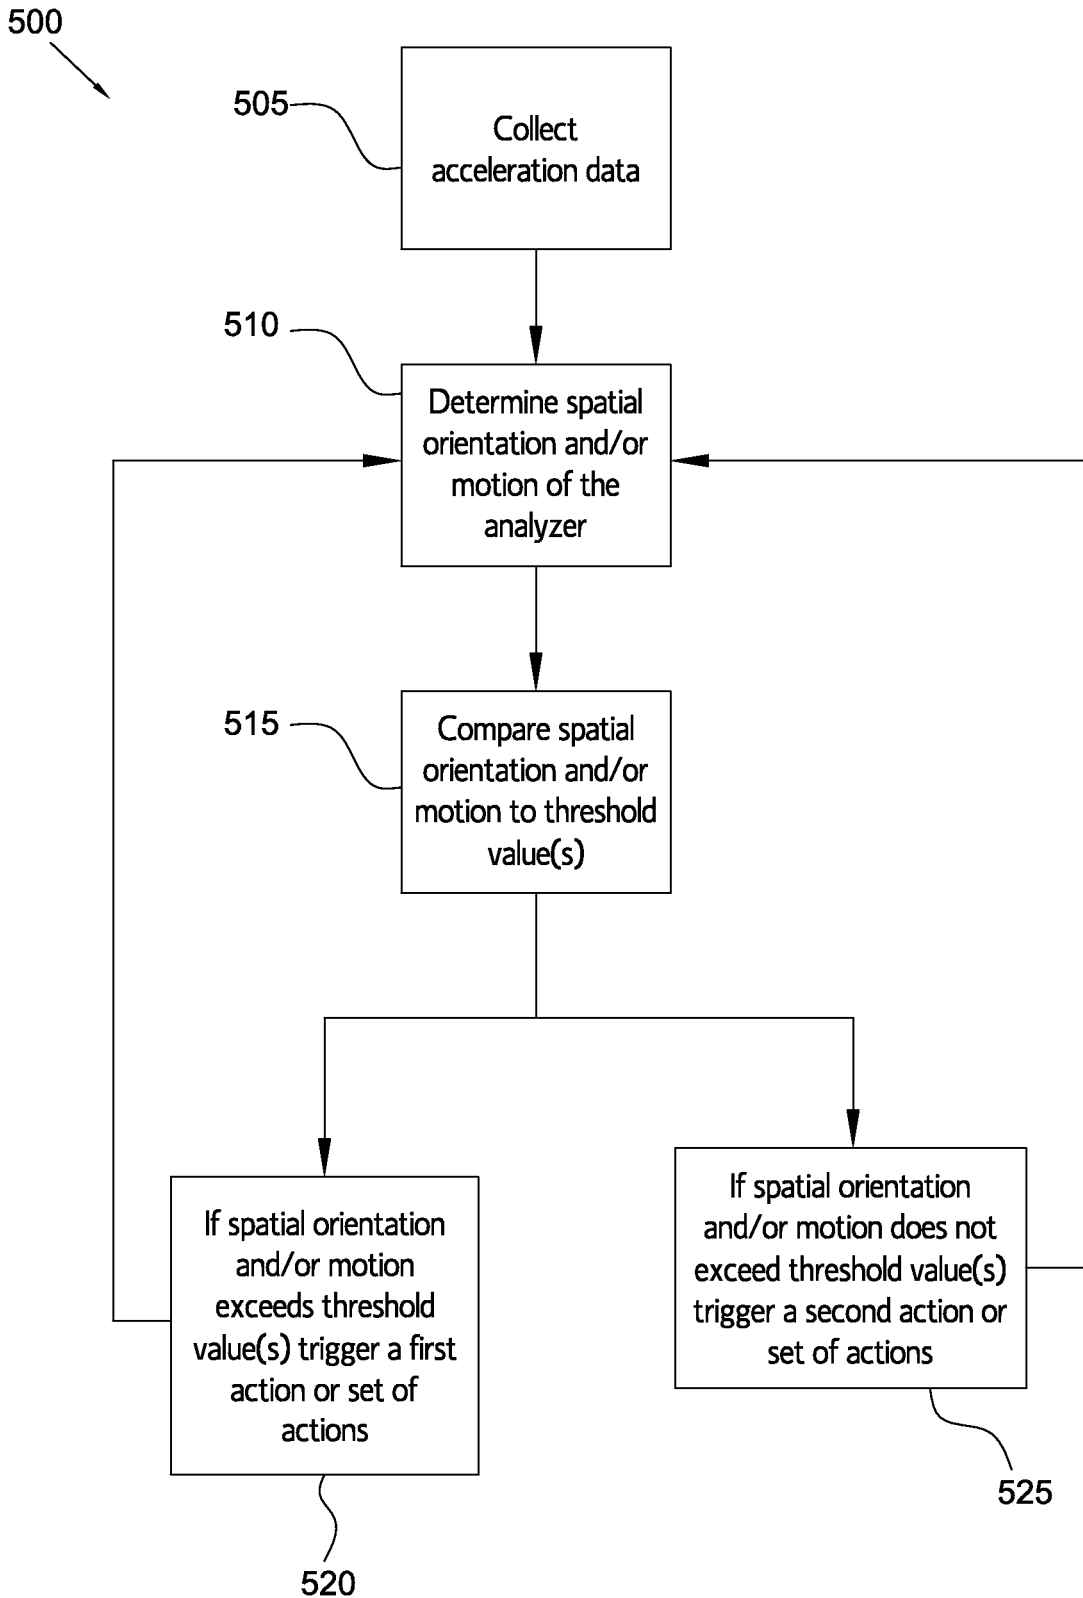 500
505
Collect
acceleration data
510
Determine spatial
orientation and/or
motion of the
analyzer
515
Compare spatial
orientation and/or
motion to threshold
value(s)
If spatial orientation
and/or motion
exceeds threshold
value(s) trigger a first
action or set of
actions
520
If spatial orientation
and/or motion does not
exceed threshold value(s)
trigger a second action or
set of actions
525